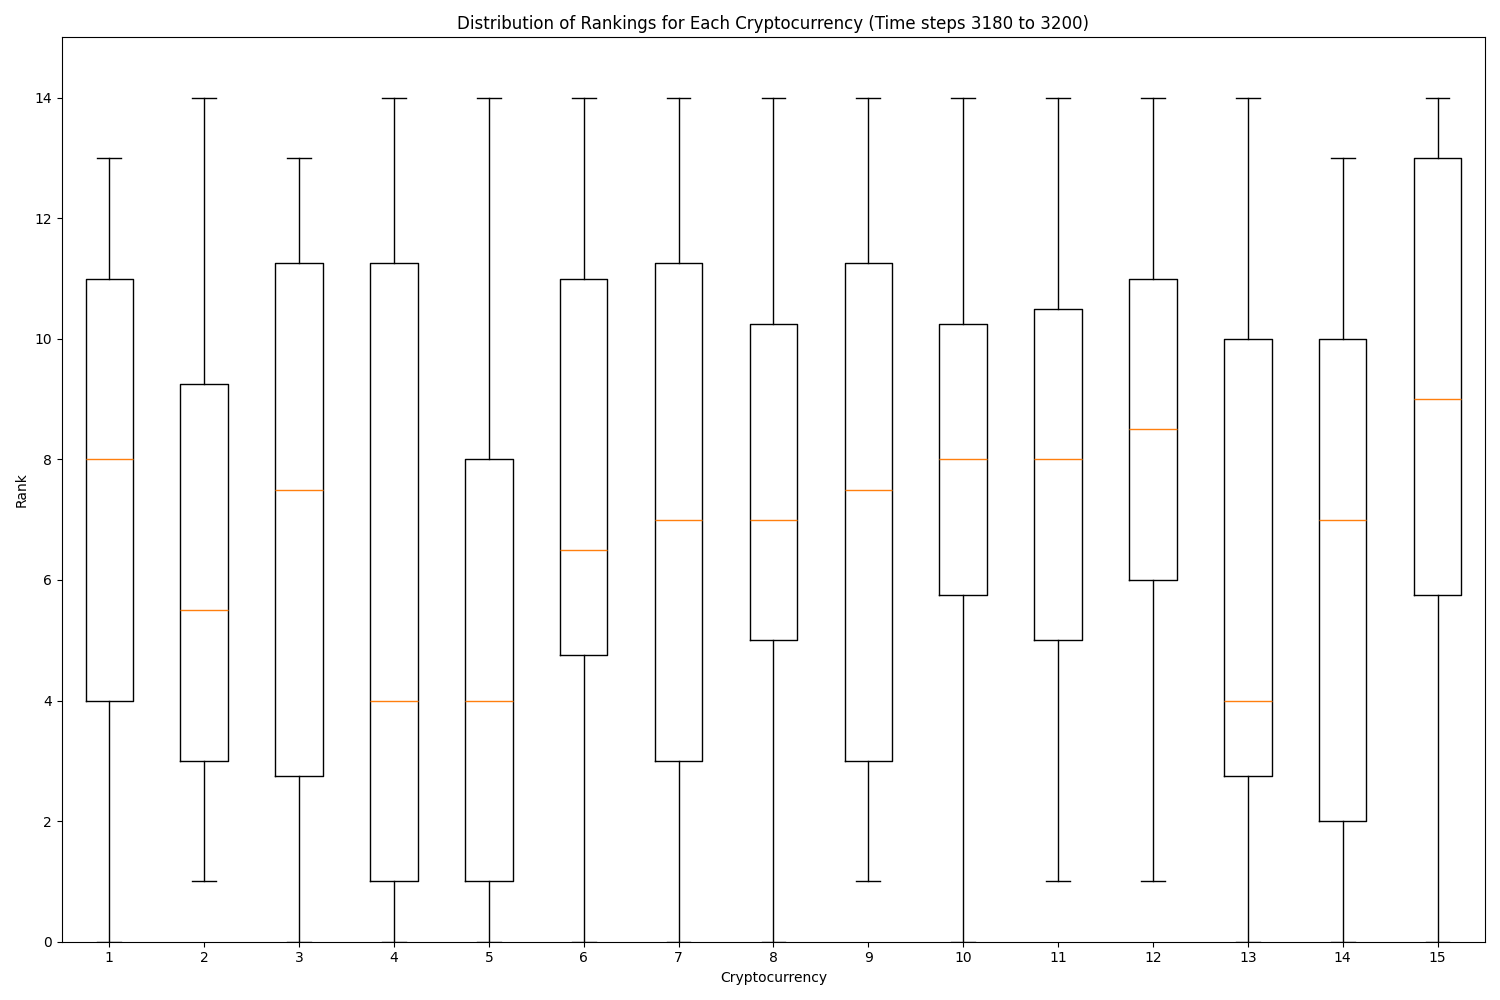 Distribution of Rankings for Each Cryptocurrency (Time steps 3180 to 3200)
Rank
14
12
10
8
6
4
2
0
1 2 3 4 5 6 7 8 9 10 11 12 13 14 15
Cryptocurrency